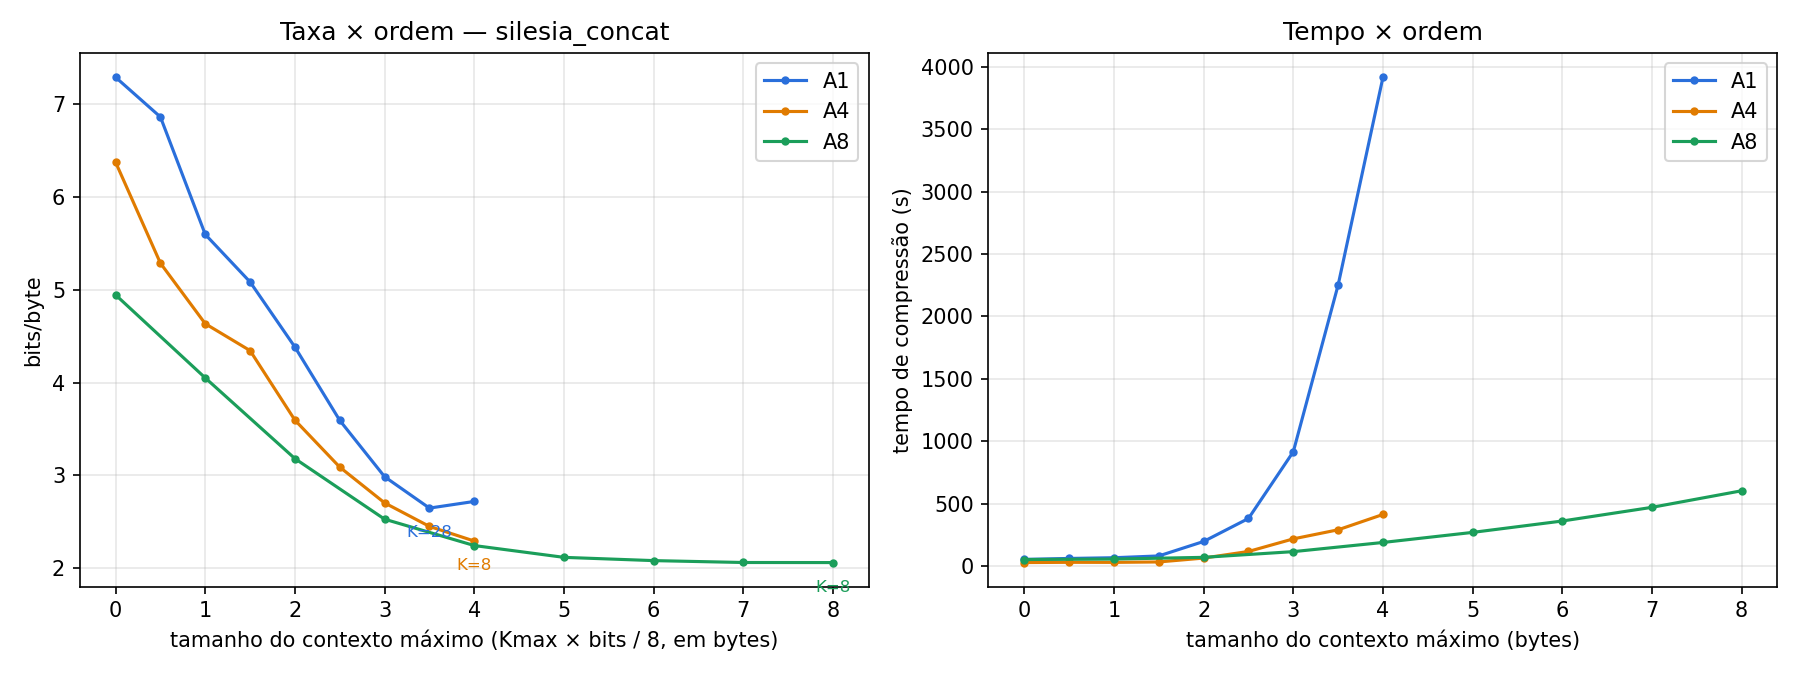 Taxa × ordem — silesia_concat
bits/byte
7
6
5
4
3
2
A1
A4
A8
K=28
K=8
K=8
0 1 2 3 4 5 6 7 8
tamanho do contexto máximo (Kmax × bits / 8, em bytes)
Tempo × ordem
tempo de compressão (s)
4000
3500
3000
2500
2000
1500
1000
500
0
A1
A4
A8
0 1 2 3 4 5 6 7 8
tamanho do contexto máximo (bytes)